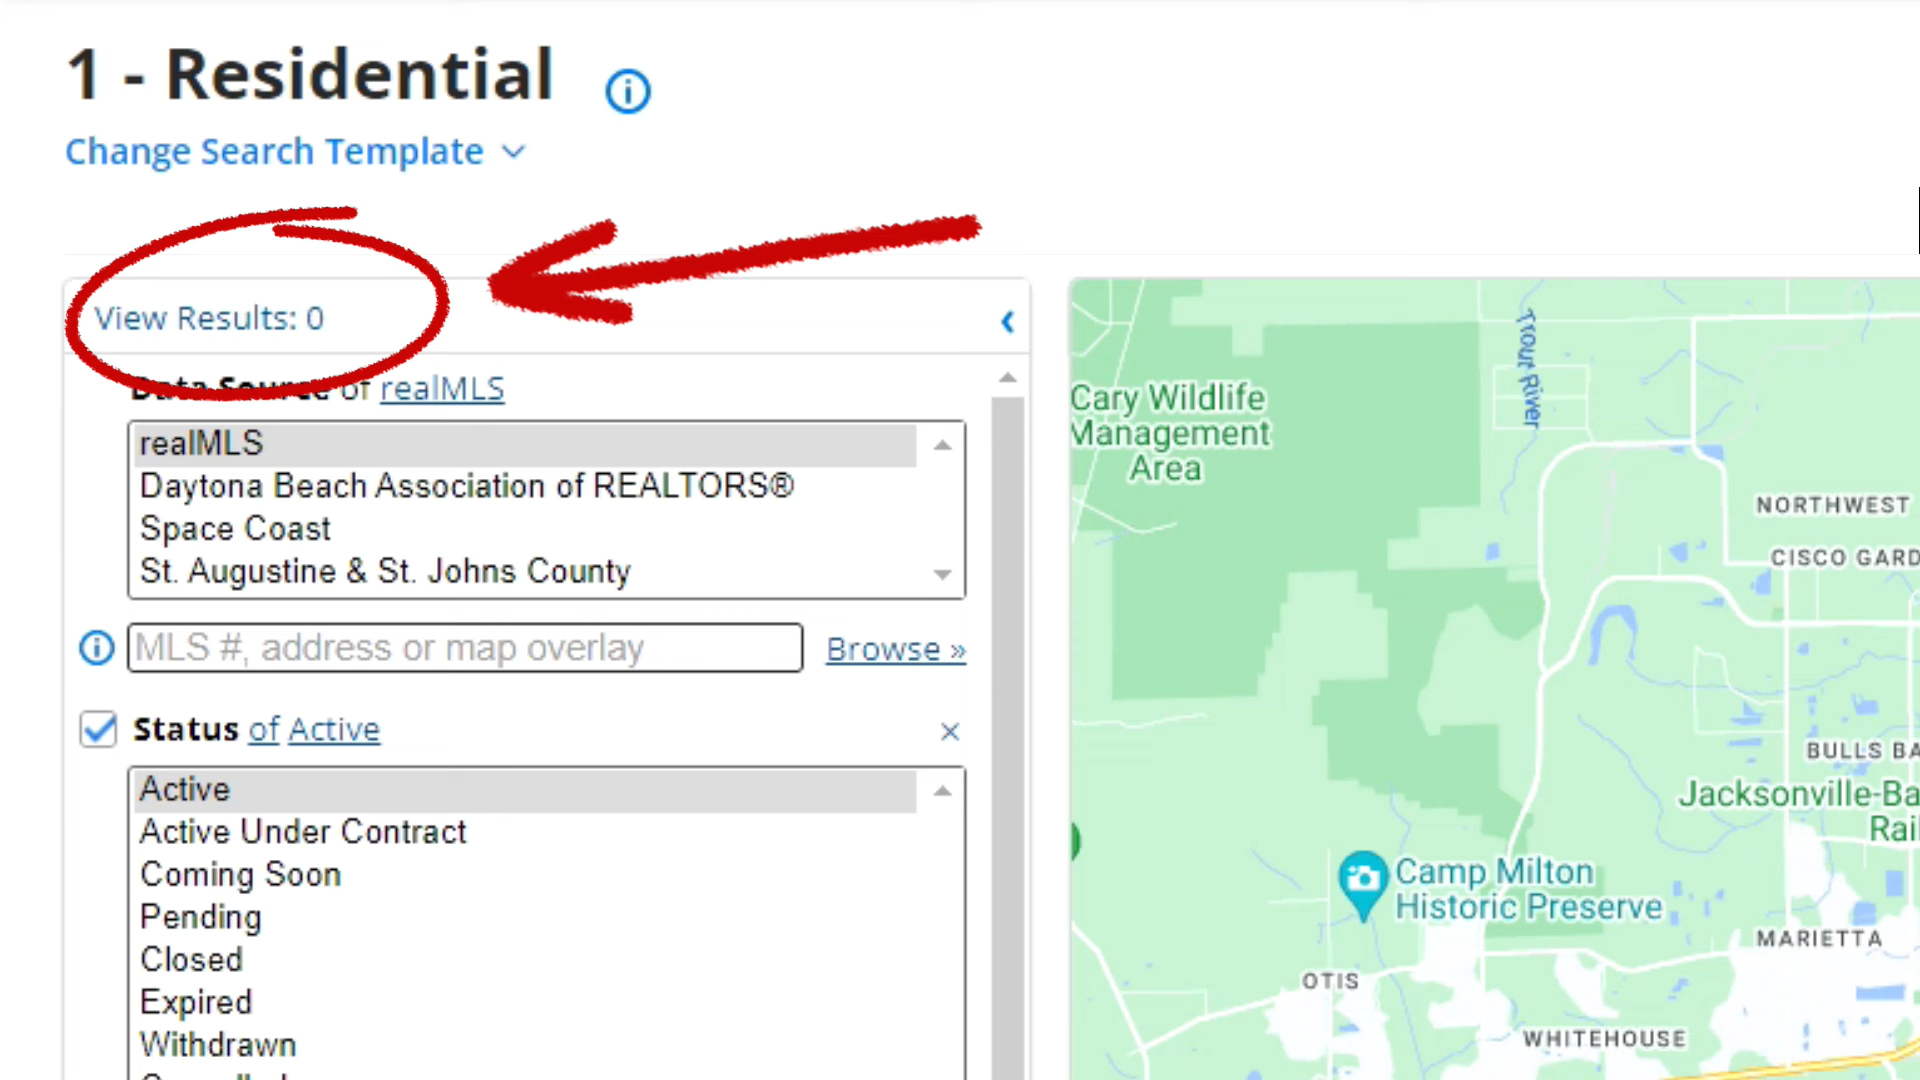 1 - Residential
Change Search Template
View Results: 0
Data Source of realMLS
realMLS
Daytona Beach Association of REALTORS®
Space Coast
St. Augustine & St. Johns County
MLS #, address or map overlay
Browse »
Status of Active
Active
Active Under Contract
Coming Soon
Pending
Closed
Expired
Withdrawn
Trout River
Cary Wildlife
Management
Area
NORTHWEST
CISCO GARD
BULLS BA
Jacksonville-Ba
Rail
Camp Milton
Historic Preserve
MARIETTA
OTIS
WHITEHOUSE